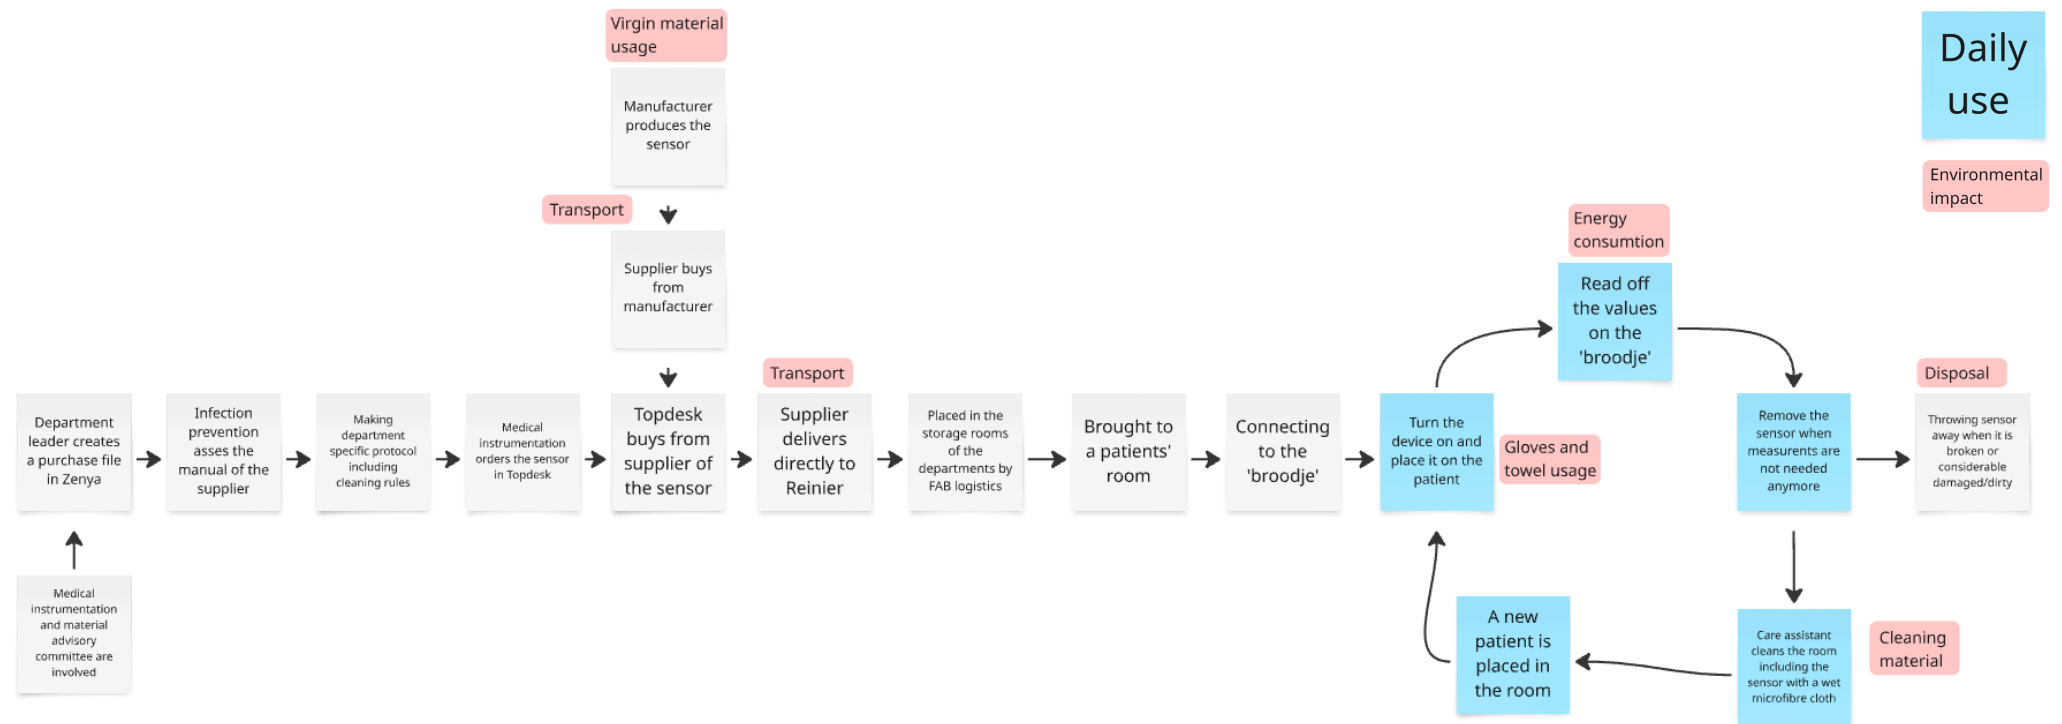 Virgin material
usage
Manufacturer
produces the
sensor
Transport
Supplier buys
from
manufacturer
Daily
use
Environmental
impact
Energy
consumtion
Read off
the values
on the
'broodje'
Department
leader creates
a purchase file
in Zenya
Infection
prevention
asses the
manual of the
supplier
Making
department
specific protocol
including
cleaning rules
Medical
instrumentation
orders the sensor
in Topdesk
Topdesk
buys from
supplier of
the sensor
Transport
Supplier
delivers
directly to
Reinier
Placed in the
storage rooms
of the
departments by
FAB logistics
Brought to
a patients'
room
Connecting
to the
'broodje'
Turn the
device on and
place it on the
patient
Gloves and
towel usage
Remove the
sensor when
measurents are
not needed
anymore
Disposal
Throwing sensor
away when it is
broken or
considerable
damaged/dirty
Medical
instrumentation
and material
advisory
committee are
involved
A new
patient is
placed in
the room
Care assistant
cleans the room
including the
sensor with a wet
microfibre cloth
Cleaning
material